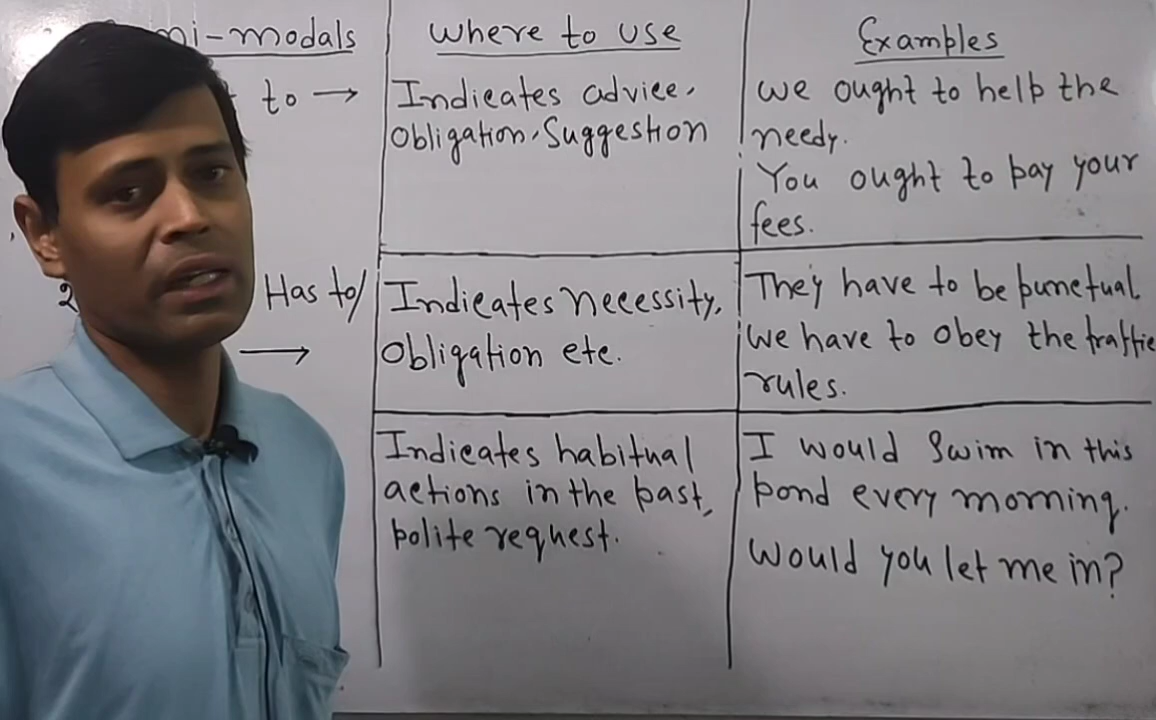 mi-modals
Where to use
Examples
to →
Indicates advice,
Obligation, Suggestion
We ought to help the
needy.
You ought to pay your
fees.
2
Has to/
→
Indicates necessity,
Obligation etc.
They have to be punctual.
We have to obey the traffic
rules.
Indicates habitual
actions in the past,
polite request.
I would swim in this
pond every morning.
Would you let me in?